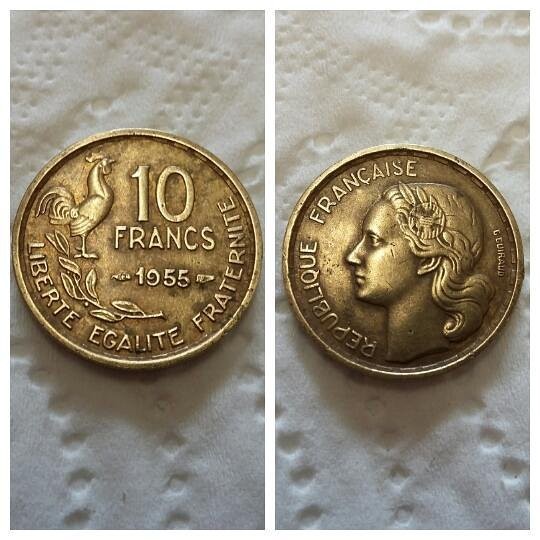 10
FRANCS
1955
LIBERTE EGALITE FRATERNITE
REPUBLIQUE FRANÇAISE
G.GUIRAUD